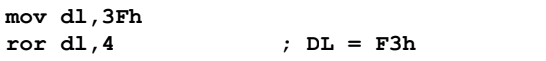 mov dl,3Fh
ror dl,4 ; DL = F3h